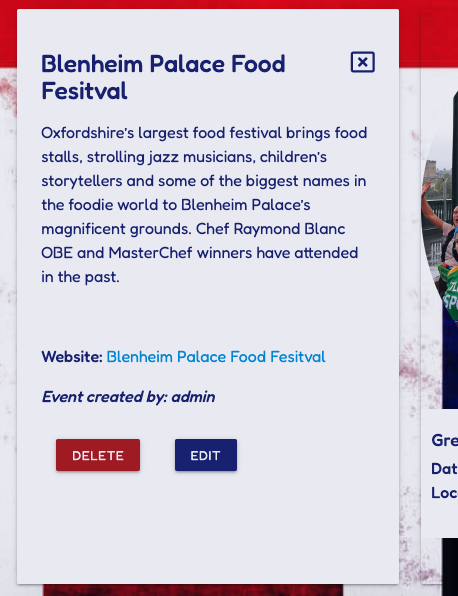 Blenheim Palace Food
Fesitval
Oxfordshire's largest food festival brings food
stalls, strolling jazz musicians, children's
storytellers and some of the biggest names in
the foodie world to Blenheim Palace's
magnificent grounds. Chef Raymond Blanc
OBE and MasterChef winners have attended
in the past.
Website: Blenheim Palace Food Fesitval
Event created by: admin
DELETE EDIT
Gre
Dat
Loc